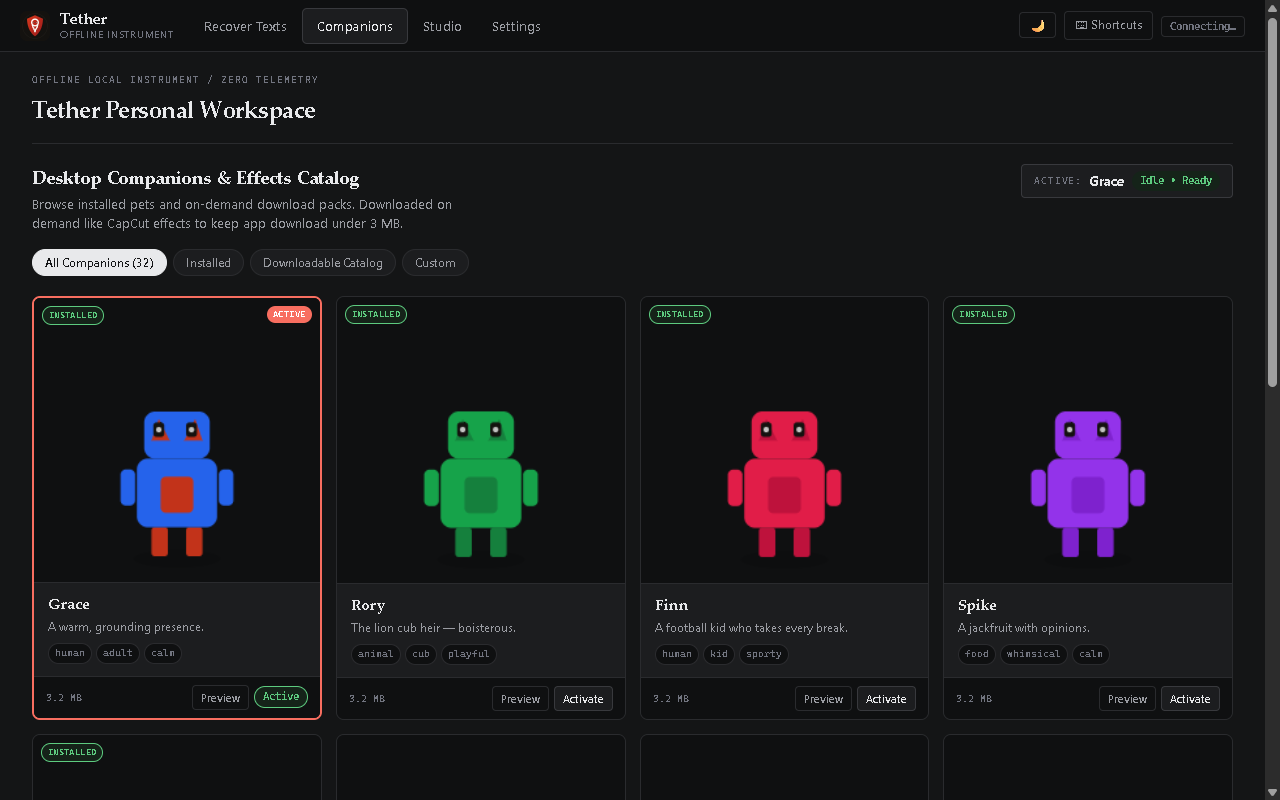 Tether
OFFLINE INSTRUMENT
Recover Texts
Companions
Studio
Settings
Shortcuts
Connecting…
OFFLINE LOCAL INSTRUMENT / ZERO TELEMETRY
Tether Personal Workspace
Desktop Companions & Effects Catalog
Browse installed pets and on-demand download packs. Downloaded on
demand like CapCut effects to keep app download under 3 MB.
ACTIVE: Grace Idle • Ready
All Companions (32)
Installed
Downloadable Catalog
Custom
INSTALLED
ACTIVE
Grace
A warm, grounding presence.
human adult calm
3.2 MB
Preview
Active
INSTALLED
Rory
The lion cub heir — boisterous.
animal cub playful
3.2 MB
Preview
Activate
INSTALLED
Finn
A football kid who takes every break.
human kid sporty
3.2 MB
Preview
Activate
INSTALLED
Spike
A jackfruit with opinions.
food whimsical calm
3.2 MB
Preview
Activate
INSTALLED